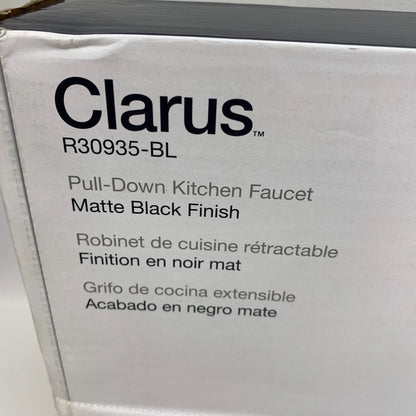 Clarus™
R30935-BL
Pull-Down Kitchen Faucet
Matte Black Finish
Robinet de cuisine rétractable
Finition en noir mat
Grifo de cocina extensible
Acabado en negro mate